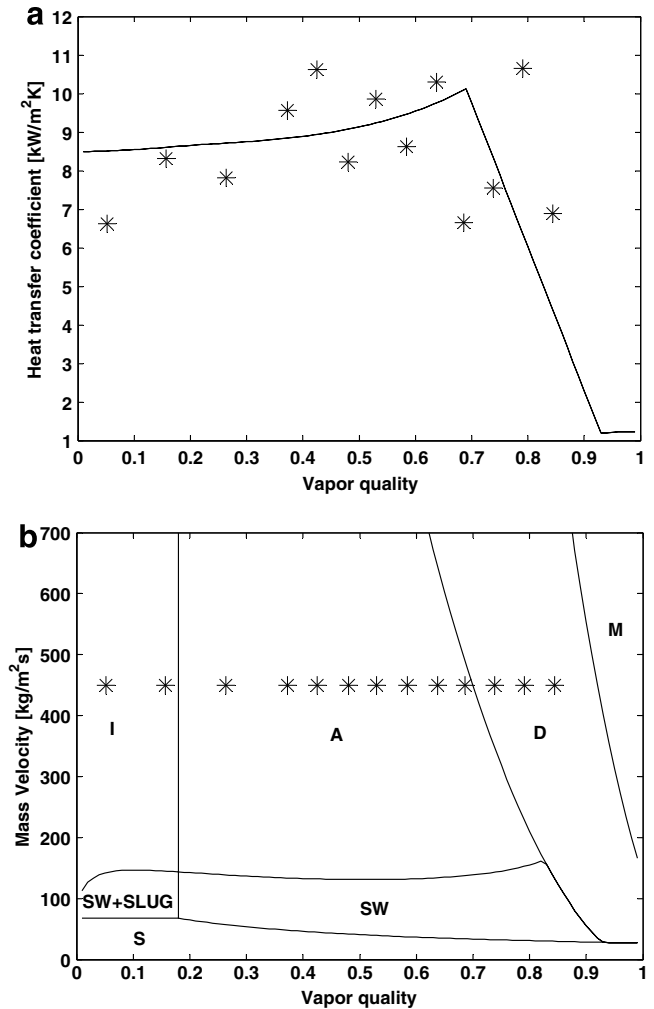 a
12
11
10
9
8
7
6
5
4
3
2
1
Heat transfer coefficient [kW/m²K]
0 0.1 0.2 0.3 0.4 0.5 0.6 0.7 0.8 0.9 1
Vapor quality
b
700
600
500
400
300
200
100
0
Mass Velocity [kg/m²s]
M
I
A
D
SW+SLUG
SW
S
0 0.1 0.2 0.3 0.4 0.5 0.6 0.7 0.8 0.9 1
Vapor quality